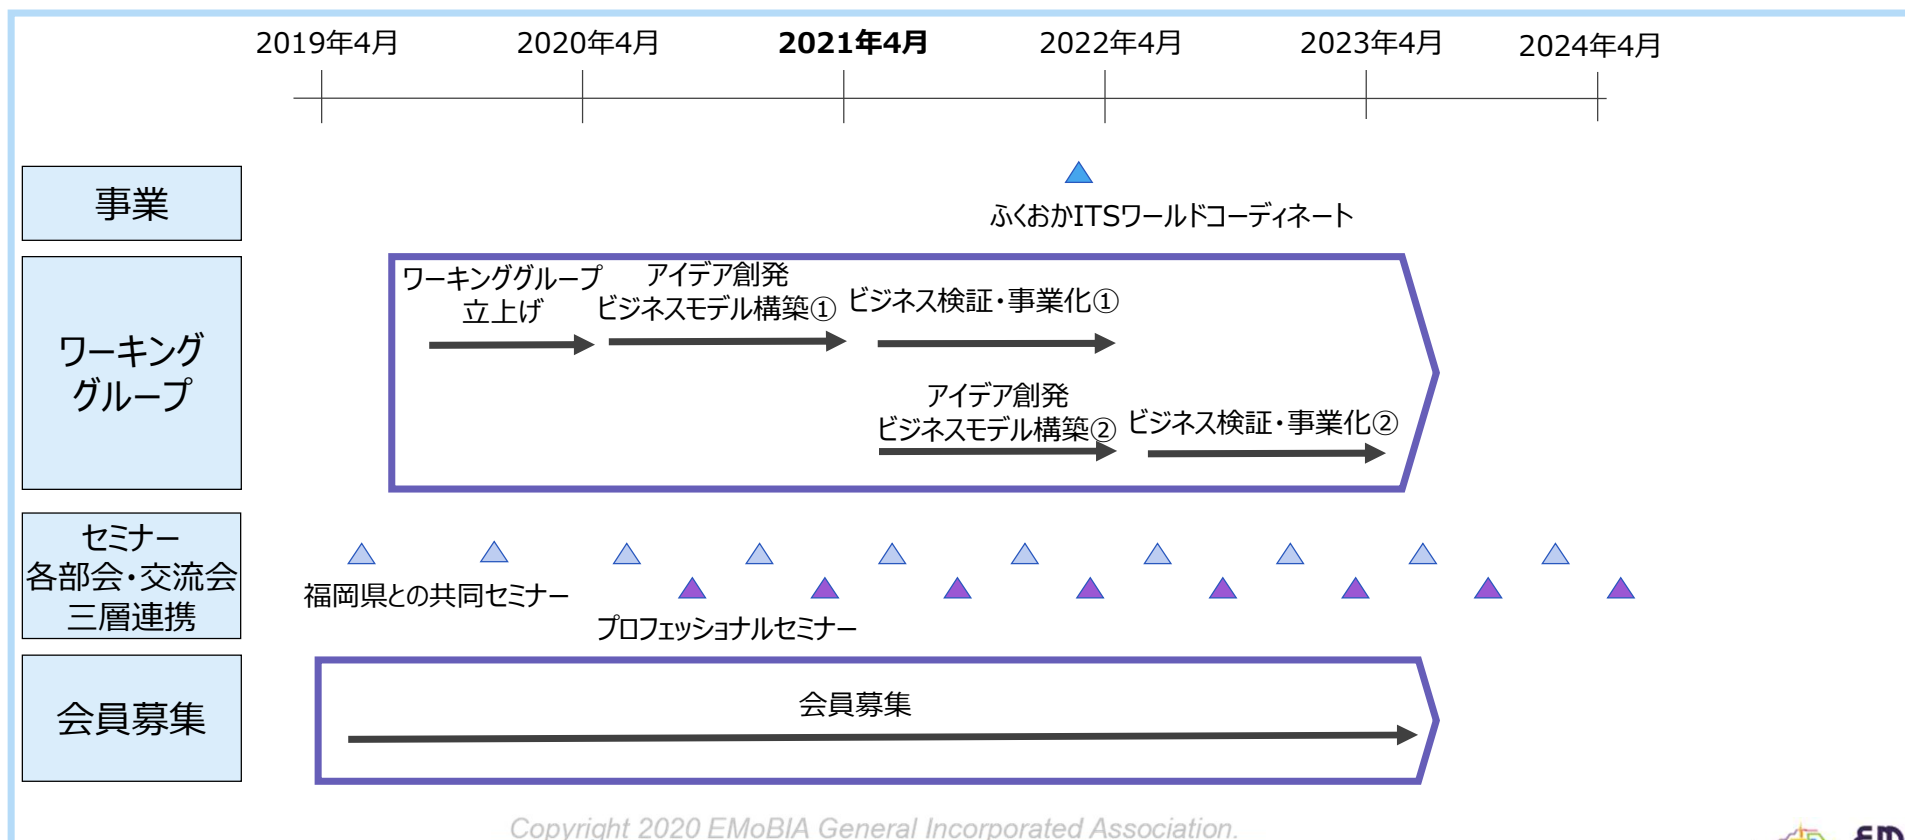 2019年4月 2020年4月 2021年4月 2022年4月 2023年4月 2024年4月
事業
ふくおかITSワールドコーディネート
ワーキング
グループ
ワーキンググループ
立上げ
アイデア創発
ビジネスモデル構築①
ビジネス検証・事業化①
アイデア創発
ビジネスモデル構築②
ビジネス検証・事業化②
セミナー
各部会・交流会
三層連携
福岡県との共同セミナー
プロフェッショナルセミナー
会員募集
会員募集
Copyright 2020 EMoBIA General Incorporated Association.